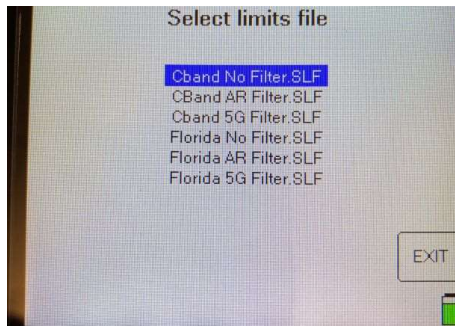 Select limits file
Cband No Filter.SLF
CBand AR Filter.SLF
Cband 5G Filter.SLF
Florida No Filter.SLF
Florida AR Filter.SLF
Florida 5G Filter.SLF
EXIT